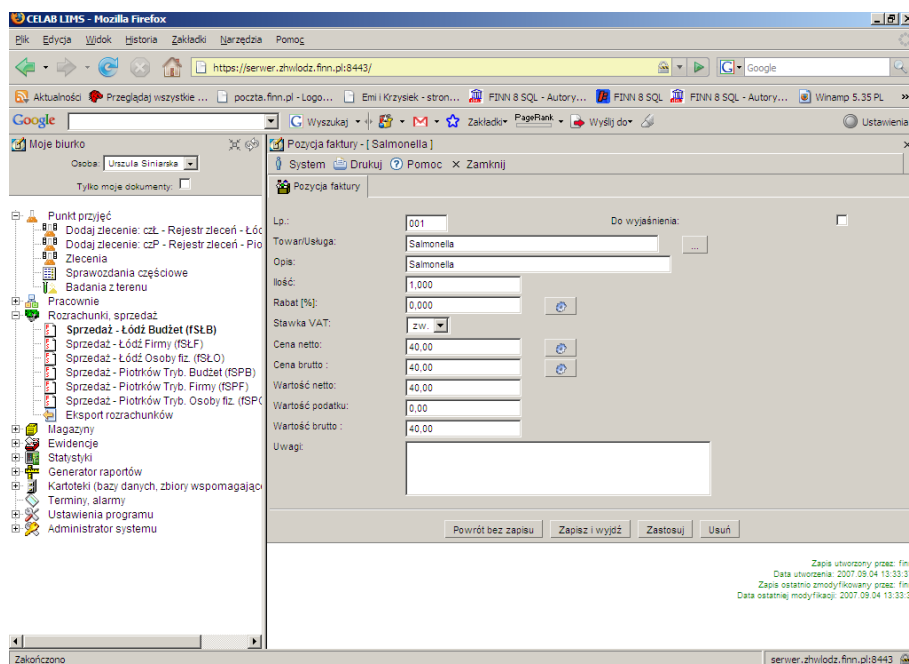 CELAB LIMS - Mozilla Firefox
Plik Edycja Widok Historia Zakładki Narzędzia Pomoc
https://serwer.zhwlodz.finn.pl:8443/ Google
Aktualności Przeglądaj wszystkie ... poczta.finn.pl - Logo... Emi i Krzysiek - stron... FINN 8 SQL - Autory... FINN 8 SQL FINN 8 SQL - Autory... Winamp 5.35 PL »
Google Wyszukaj Zakładki PageRank Wyślij do Ustawienia
Moje biurko
Osoba: Urszula Siniarska
Tylko moje dokumenty:
Punkt przyjęć
Dodaj zlecenie: czŁ - Rejestr zleceń - Łóc
Dodaj zlecenie: czP - Rejestr zleceń - Pio
Zlecenia
Sprawozdania częściowe
Badania z terenu
Pracownie
Rozrachunki, sprzedaż
Sprzedaż - Łódź Budżet (fSŁB)
Sprzedaż - Łódź Firmy (fSŁF)
Sprzedaż - Łódź Osoby fiz. (fSŁO)
Sprzedaż - Piotrków Tryb. Budżet (fSPB)
Sprzedaż - Piotrków Tryb. Firmy (fSPF)
Sprzedaż - Piotrków Tryb. Osoby fiz. (fSPO
Eksport rozrachunków
Magazyny
Ewidencje
Statystyki
Generator raportów
Kartoteki (bazy danych, zbiory wspomagając
Terminy, alarmy
Ustawienia programu
Administrator systemu
Pozycja faktury - [ Salmonella ]
System Drukuj Pomoc Zamknij
Pozycja faktury
Lp.: 001 Do wyjaśnienia:
Towar/Usługa: Salmonella ...
Opis: Salmonella
Ilość: 1,000
Rabat [%]: 0,000
Stawka VAT: zw.
Cena netto: 40,00
Cena brutto : 40,00
Wartość netto: 40,00
Wartość podatku: 0,00
Wartość brutto : 40,00
Uwagi:
Powrót bez zapisu Zapisz i wyjdź Zastosuj Usuń
Zapis utworzony przez: fin
Data utworzenia: 2007.09.04 13:33:3
Zapis ostatnio zmodyfikowany przez: fin
Data ostatniej modyfikacji: 2007.09.04 13:33:3
Zakończono serwer.zhwlodz.finn.pl:8443